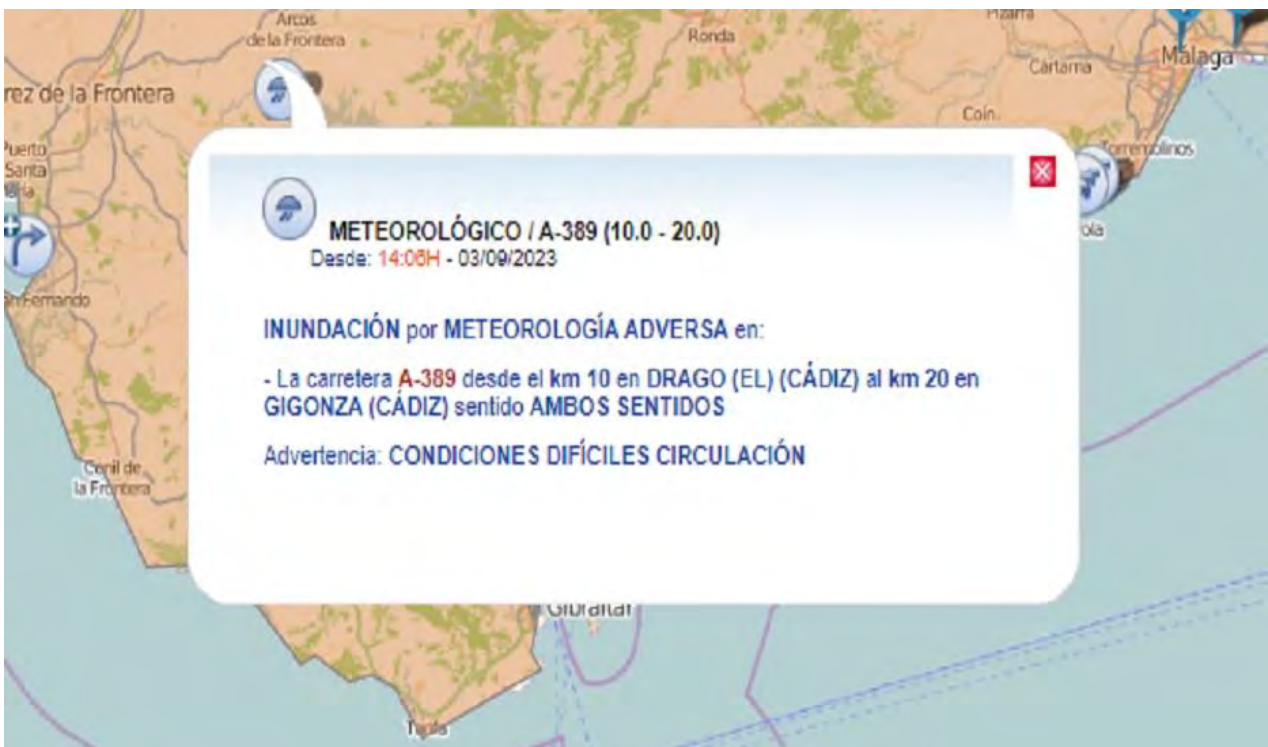 Arcos
de la Frontera
Ronda
Pizarra
Cártama
Málaga
rez de la Frontera
Coín
Puerto
Santa
María
Torremolinos
METEOROLÓGICO / A-389 (10.0 - 20.0)
Desde: 14:06H - 03/09/2023
ola
n Fernando
INUNDACIÓN por METEOROLOGÍA ADVERSA en:
- La carretera A-389 desde el km 10 en DRAGO (EL) (CÁDIZ) al km 20 en
GIGONZA (CÁDIZ) sentido AMBOS SENTIDOS
Advertencia: CONDICIONES DIFÍCILES CIRCULACIÓN
Conil de
la Frontera
Gibraltar
Tarifa